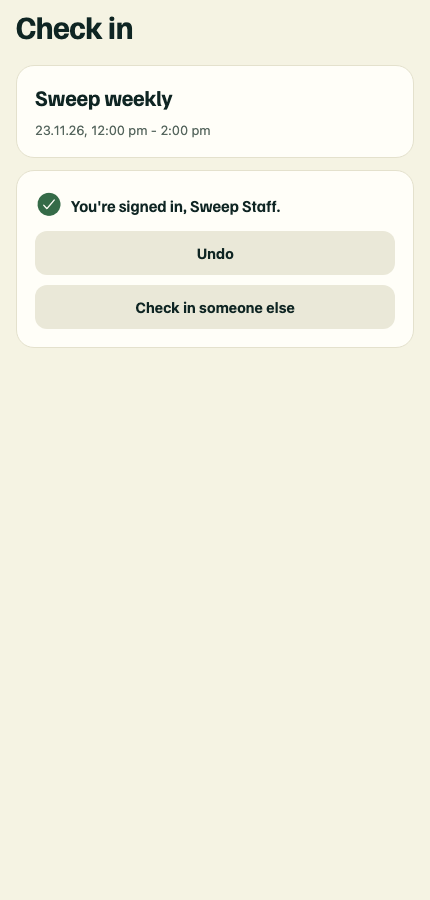 Check in
Sweep weekly
23.11.26, 12:00 pm - 2:00 pm
You're signed in, Sweep Staff.
Undo
Check in someone else